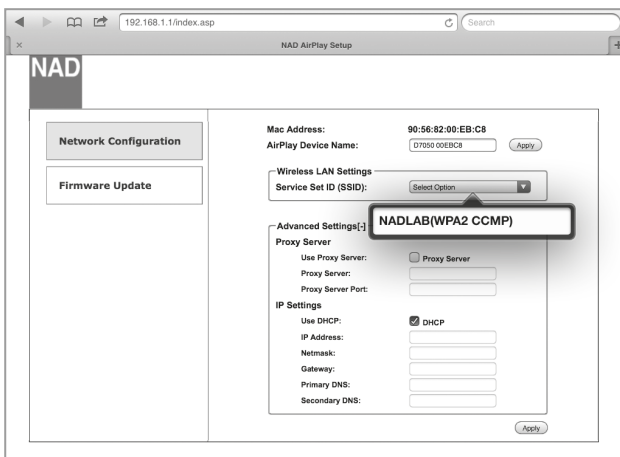 192.168.1.1/index.asp
Search
NAD AirPlay Setup
NAD
Network Configuration
Firmware Update
Mac Address: 90:56:82:00:EB:C8
AirPlay Device Name: D7050 00EBC8 Apply
Wireless LAN Settings
Service Set ID (SSID): Select Option
NADLAB(WPA2 CCMP)
Advanced Settings[-]
Proxy Server
Use Proxy Server: Proxy Server
Proxy Server:
Proxy Server Port:
IP Settings
Use DHCP: DHCP
IP Address:
Netmask:
Gateway:
Primary DNS:
Secondary DNS:
Apply